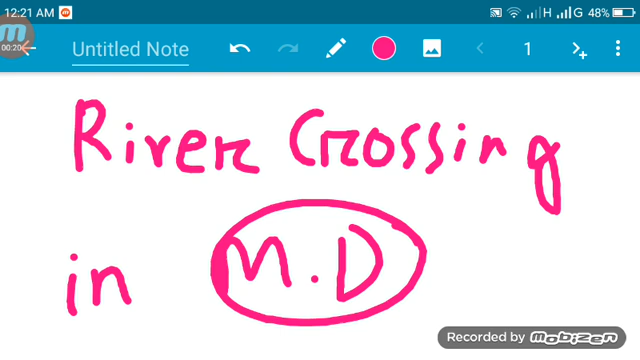 12:21 AM H G 48%
00:20 Untitled Note 1
River Crossing
in M.D
Recorded by mobizen